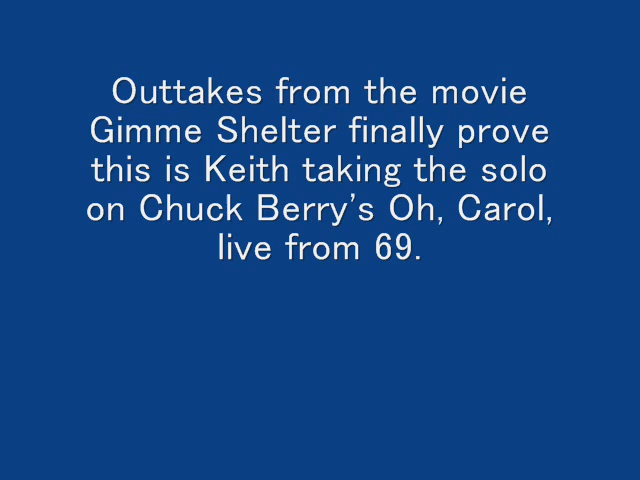 Outtakes from the movie
Gimme Shelter finally prove
this is Keith taking the solo
on Chuck Berry's Oh, Carol,
live from 69.